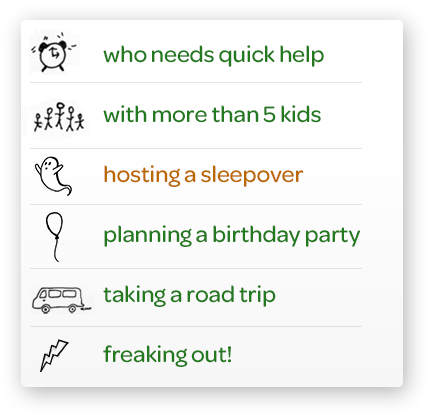 who needs quick help
with more than 5 kids
hosting a sleepover
planning a birthday party
taking a road trip
freaking out!